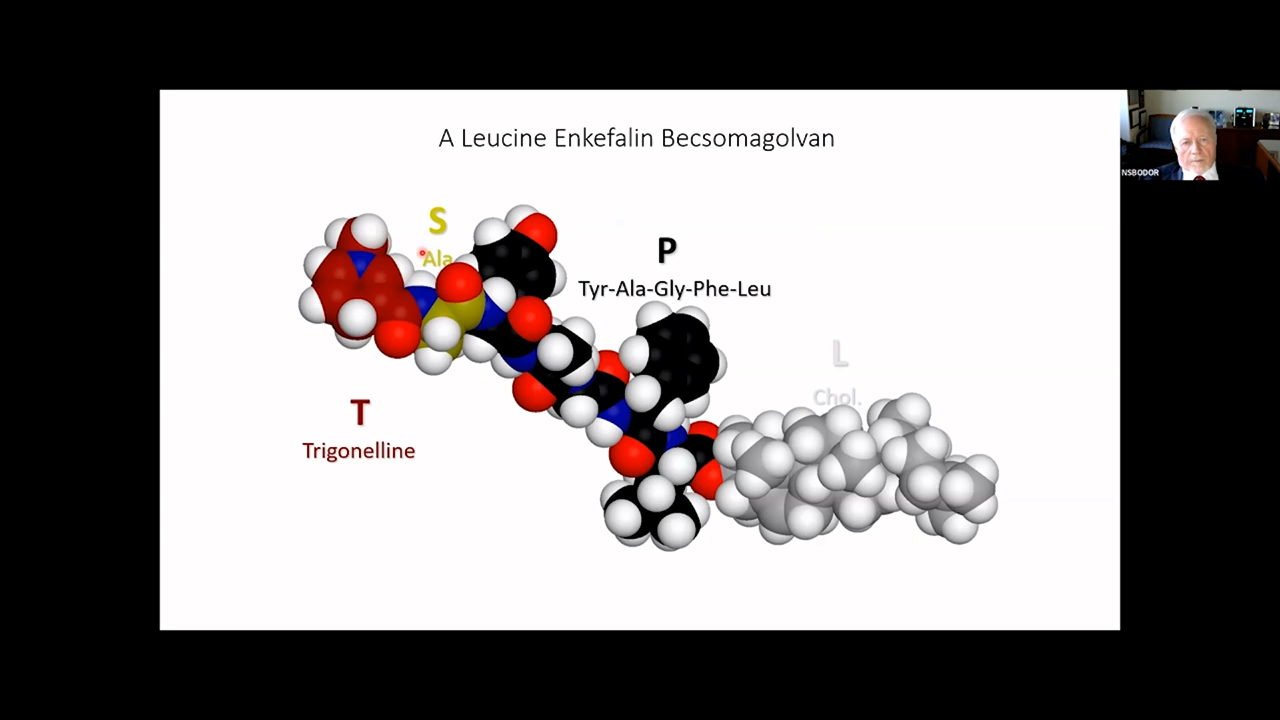 A Leucine Enkefalin Becsomagolvan
NSBODOR
S
Ala
P
Tyr-Ala-Gly-Phe-Leu
L
Chol.
T
Trigonelline